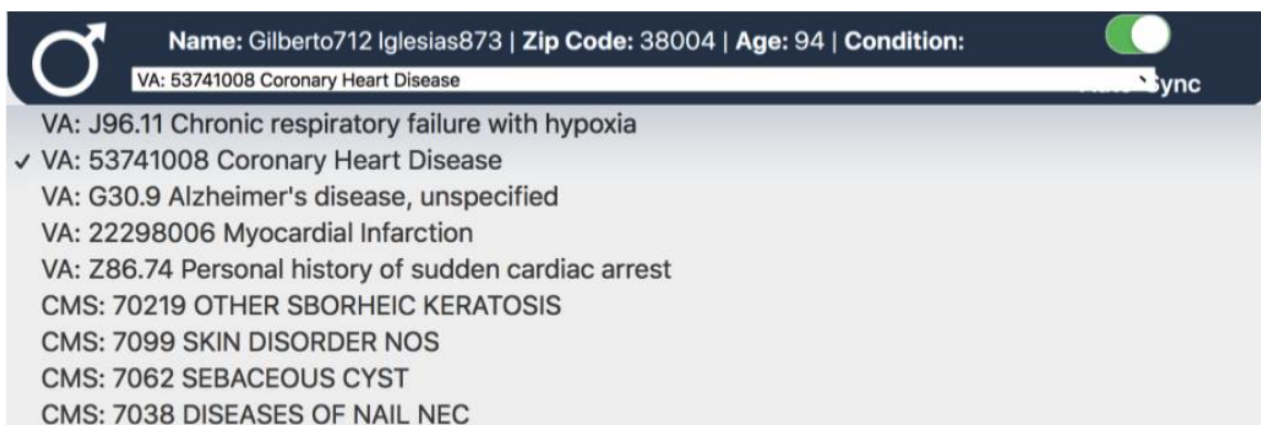 Name: Gilberto712 Iglesias873 | Zip Code: 38004 | Age: 94 | Condition:
VA: 53741008 Coronary Heart Disease
Sync
VA: J96.11 Chronic respiratory failure with hypoxia
✓ VA: 53741008 Coronary Heart Disease
VA: G30.9 Alzheimer's disease, unspecified
VA: 22298006 Myocardial Infarction
VA: Z86.74 Personal history of sudden cardiac arrest
CMS: 70219 OTHER SBORHEIC KERATOSIS
CMS: 7099 SKIN DISORDER NOS
CMS: 7062 SEBACEOUS CYST
CMS: 7038 DISEASES OF NAIL NEC